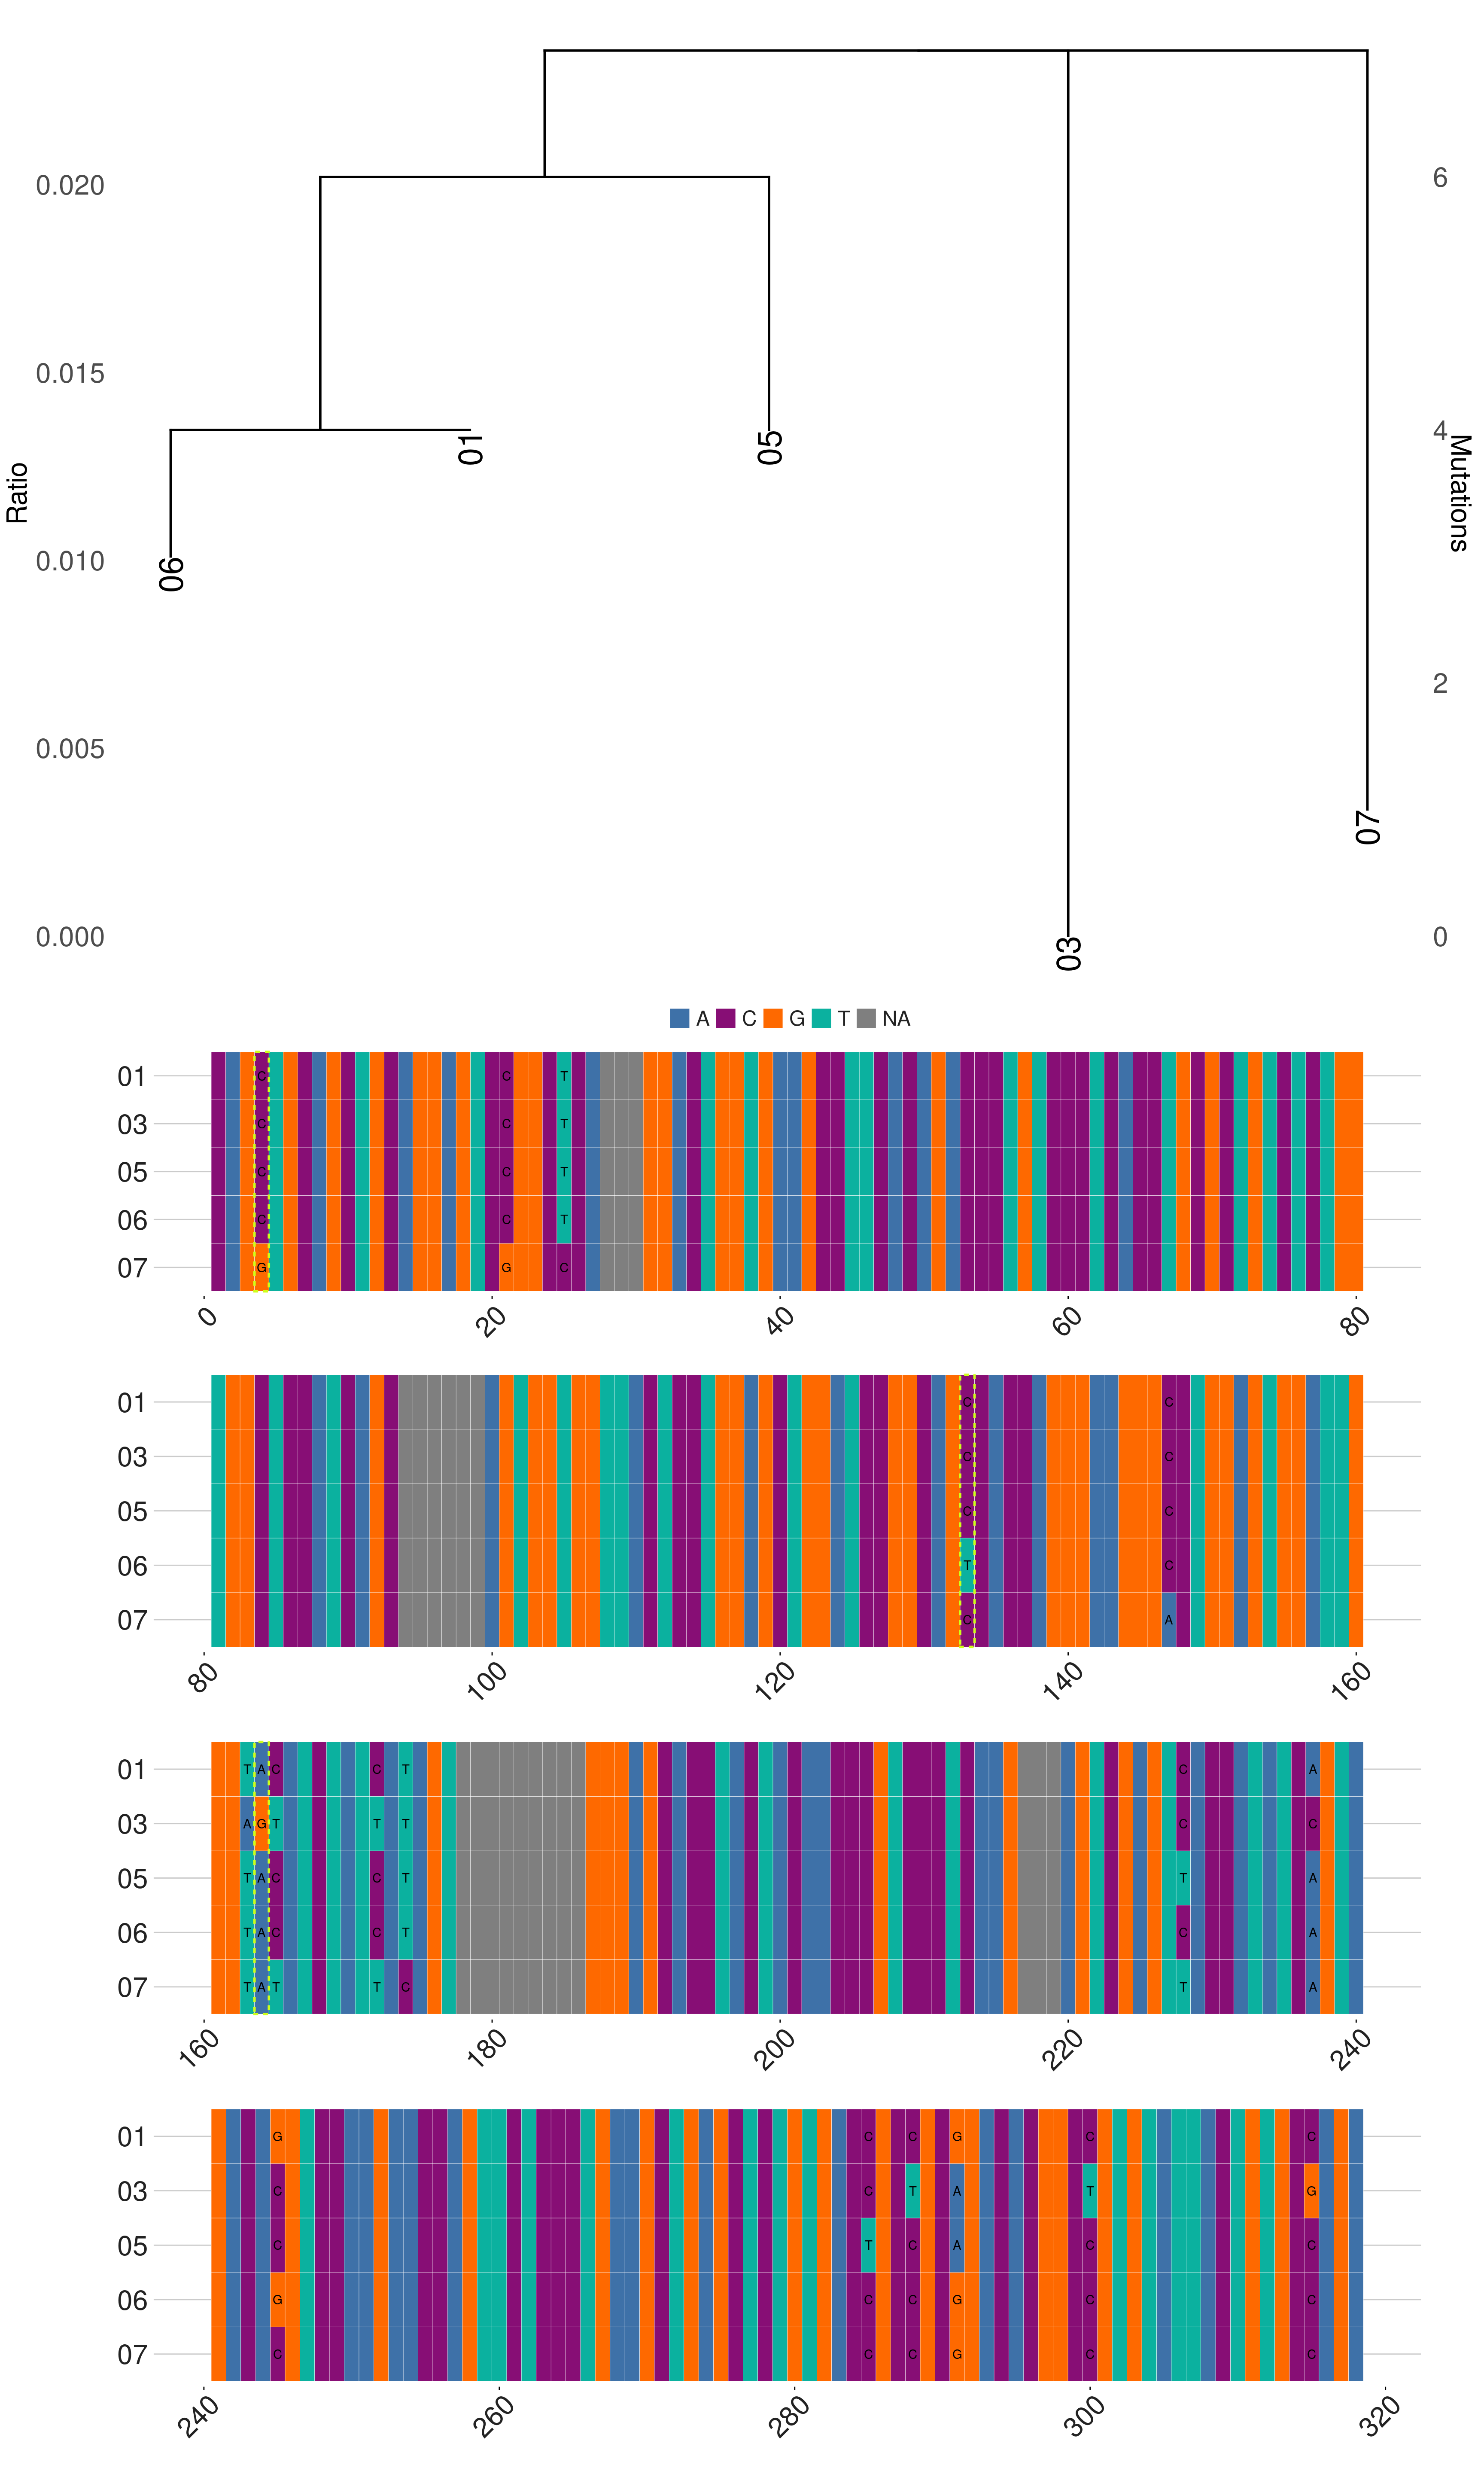 0.020
0.015
0.010
0.005
0.000
Ratio
6
4
2
0
Mutations
06
01
05
03
07
A C G T NA
01 C C T
03 C C T
05 C C T
06 C C T
07 G G C
0 20 40 60 80
01 C C
03 C C
05 C C
06 T C
07 C A
80 100 120 140 160
01 T A C C T C A
03 A G T T T C C
05 T A C C T T A
06 T A C C T C A
07 T A T T C T A
160 180 200 220 240
01 G C C G C C
03 C C T A T G
05 C T C A C C
06 G C C G C C
07 C C C G C C
240 260 280 300 320